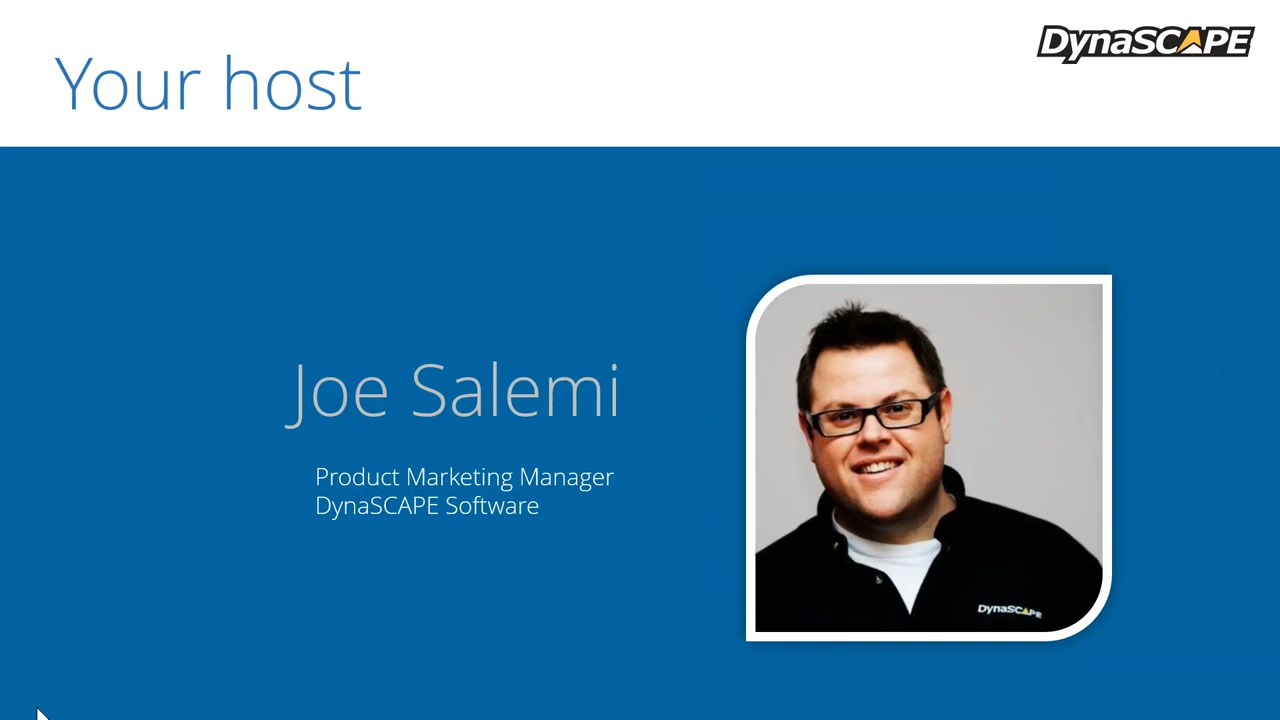 DynaSCAPE
Your host
Joe Salemi
Product Marketing Manager
DynaSCAPE Software
DynaSCAPE